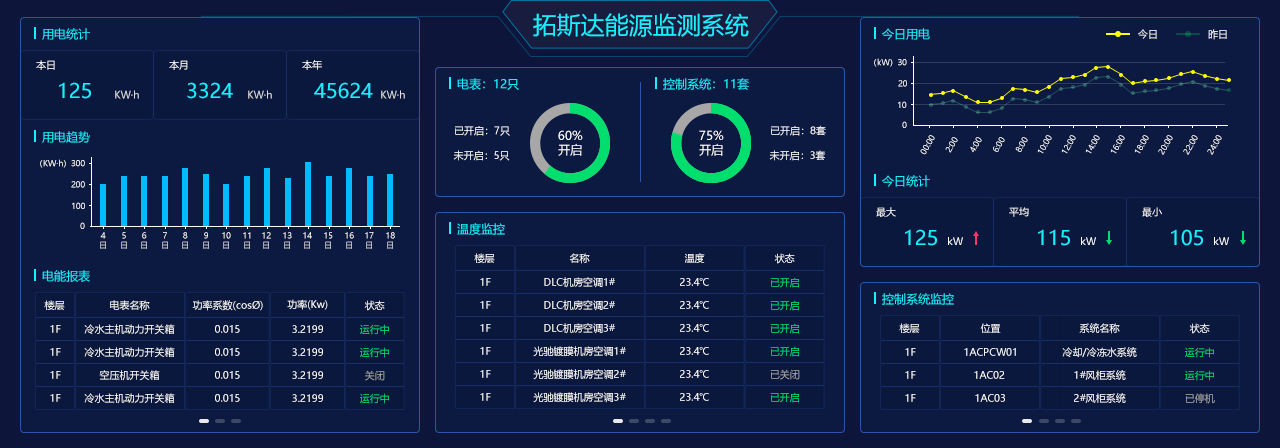 拓斯达能源监测系统
用电统计
本日 本月 本年
125 KW·h 3324 KW·h 45624 KW·h
用电趋势
(KW·h)
300
200
100
0
4日 5日 6日 7日 8日 9日 10日 11日 12日 13日 14日 15日 16日 17日 18日
电能报表
楼层 电表名称 功率系数(cosØ) 功率(Kw) 状态
1F 冷水主机动力开关箱 0.015 3.2199 运行中
1F 冷水主机动力开关箱 0.015 3.2199 运行中
1F 空压机开关箱 0.015 3.2199 关闭
1F 冷水主机动力开关箱 0.015 3.2199 运行中
电表：12只
已开启：7只
未开启：5只
60%
开启
控制系统：11套
75%
开启
已开启：8套
未开启：3套
温度监控
楼层 名称 温度 状态
1F DLC机房空调1# 23.4℃ 已开启
1F DLC机房空调2# 23.4℃ 已开启
1F DLC机房空调3# 23.4℃ 已开启
1F 光驰镀膜机房空调1# 23.4℃ 已开启
1F 光驰镀膜机房空调2# 23.4℃ 已关闭
1F 光驰镀膜机房空调3# 23.4℃ 已开启
今日用电
今日 昨日
(kW)
30
20
10
0
00:00 2:00 4:00 6:00 8:00 10:00 12:00 14:00 16:00 18:00 20:00 22:00 24:00
今日统计
最大 平均 最小
125 kW 115 kW 105 kW
控制系统监控
楼层 位置 系统名称 状态
1F 1ACPCW01 冷却/冷冻水系统 运行中
1F 1AC02 1#风柜系统 运行中
1F 1AC03 2#风柜系统 已停机